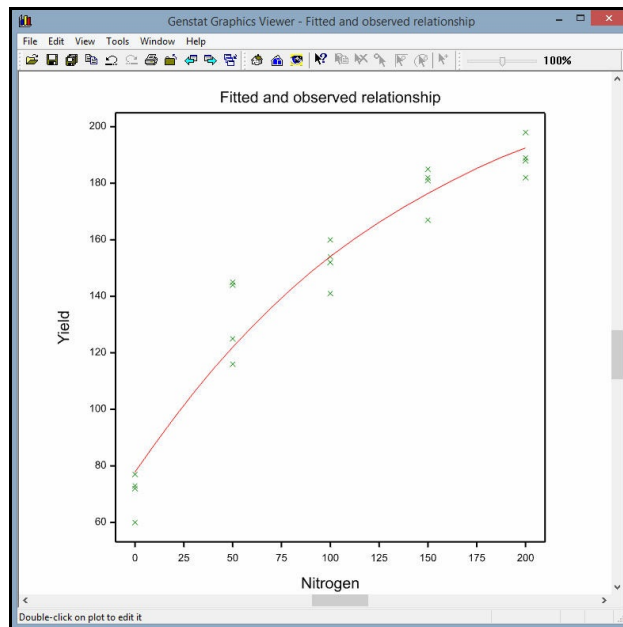 Genstat Graphics Viewer - Fitted and observed relationship
File Edit View Tools Window Help
100%
Fitted and observed relationship
200
180
160
140
120
100
80
60
Yield
0 25 50 75 100 125 150 175 200
Nitrogen
Double-click on plot to edit it